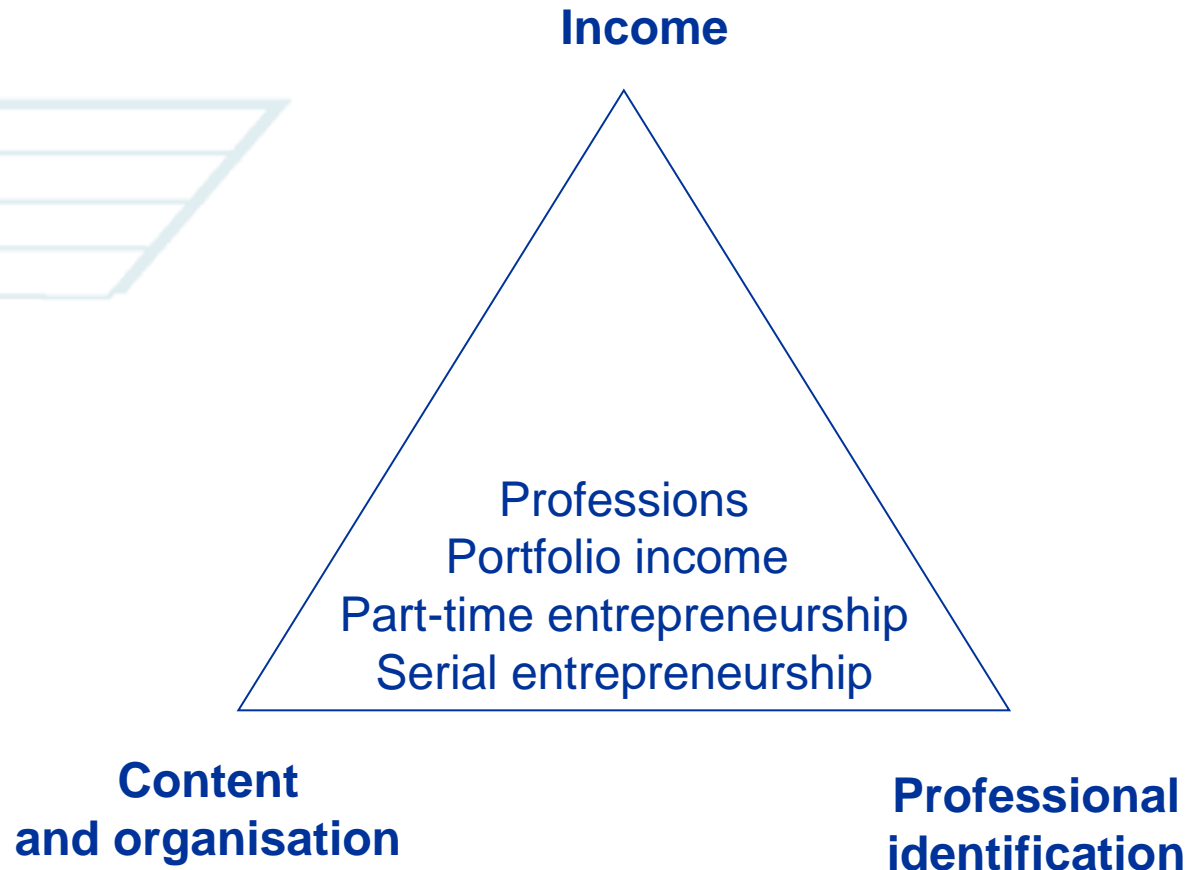 Income
Professions
Portfolio income
Part-time entrepreneurship
Serial entrepreneurship
Content
and organisation
Professional
identification